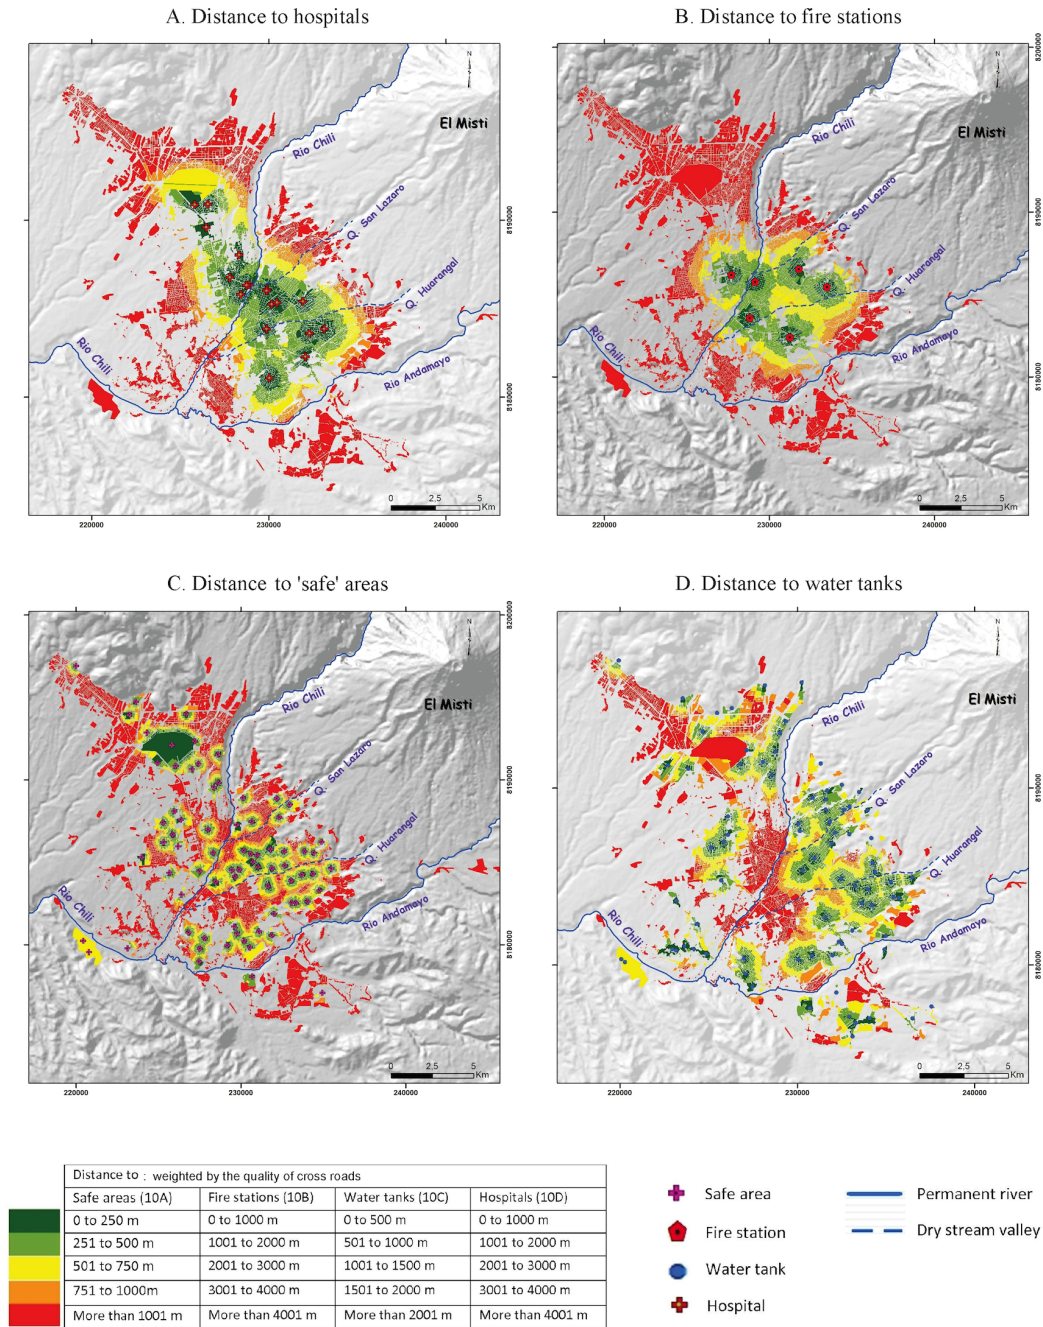 A. Distance to hospitals
N
El Misti
Rio Chili
Q. San Lazaro
Q. Huarangal
Rio Chili
Rio Andamayo
8190000
8180000
0 2.5 5
Km
220000 230000 240000
B. Distance to fire stations
N
El Misti
Rio Chili
Q. San Lazaro
Q. Huarangal
Rio Chili
Rio Andamayo
8200000
8190000
8180000
0 2.5 5
Km
220000 230000 240000
C. Distance to 'safe' areas
N
El Misti
Rio Chili
Q. San Lazaro
Q. Huarangal
Rio Chili
Rio Andamayo
8200000
8190000
8180000
0 2.5 5
Km
220000 230000 240000
D. Distance to water tanks
N
El Misti
Rio Chili
Q. San Lazaro
Q. Huarangal
Rio Chili
Rio Andamayo
8190000
8180000
0 2.5 5
Km
220000 230000 240000
Distance to : weighted by the quality of cross roads
Safe areas (10A) Fire stations (10B) Water tanks (10C) Hospitals (10D)
0 to 250 m 0 to 1000 m 0 to 500 m 0 to 1000 m
251 to 500 m 1001 to 2000 m 501 to 1000 m 1001 to 2000 m
501 to 750 m 2001 to 3000 m 1001 to 1500 m 2001 to 3000 m
751 to 1000m 3001 to 4000 m 1501 to 2000 m 3001 to 4000 m
More than 1001 m More than 4001 m More than 2001 m More than 4001 m
Safe area
Fire station
Water tank
Hospital
Permanent river
Dry stream valley